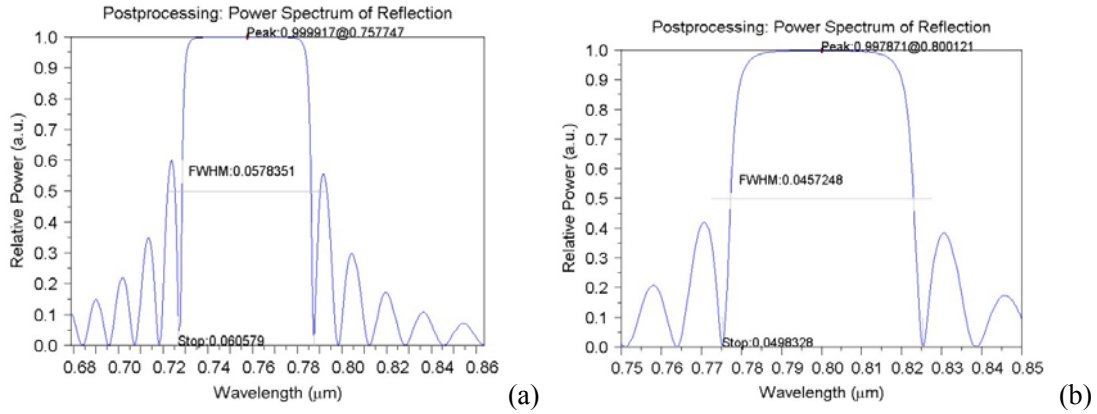 Postprocessing: Power Spectrum of Reflection
Peak:0.999917@0.757747
1.0
0.9
0.8
0.7
0.6
0.5
0.4
0.3
0.2
0.1
0.0
Relative Power (a.u.)
FWHM:0.0578351
Stop:0.060579
0.68 0.70 0.72 0.74 0.76 0.78 0.80 0.82 0.84 0.86
Wavelength (μm)
(a)
Postprocessing: Power Spectrum of Reflection
Peak:0.997871@0.800121
1.0
0.9
0.8
0.7
0.6
0.5
0.4
0.3
0.2
0.1
0.0
Relative Power (a.u.)
FWHM:0.0457248
Stop:0.0498328
0.75 0.76 0.77 0.78 0.79 0.80 0.81 0.82 0.83 0.84 0.85
Wavelength (μm)
(b)